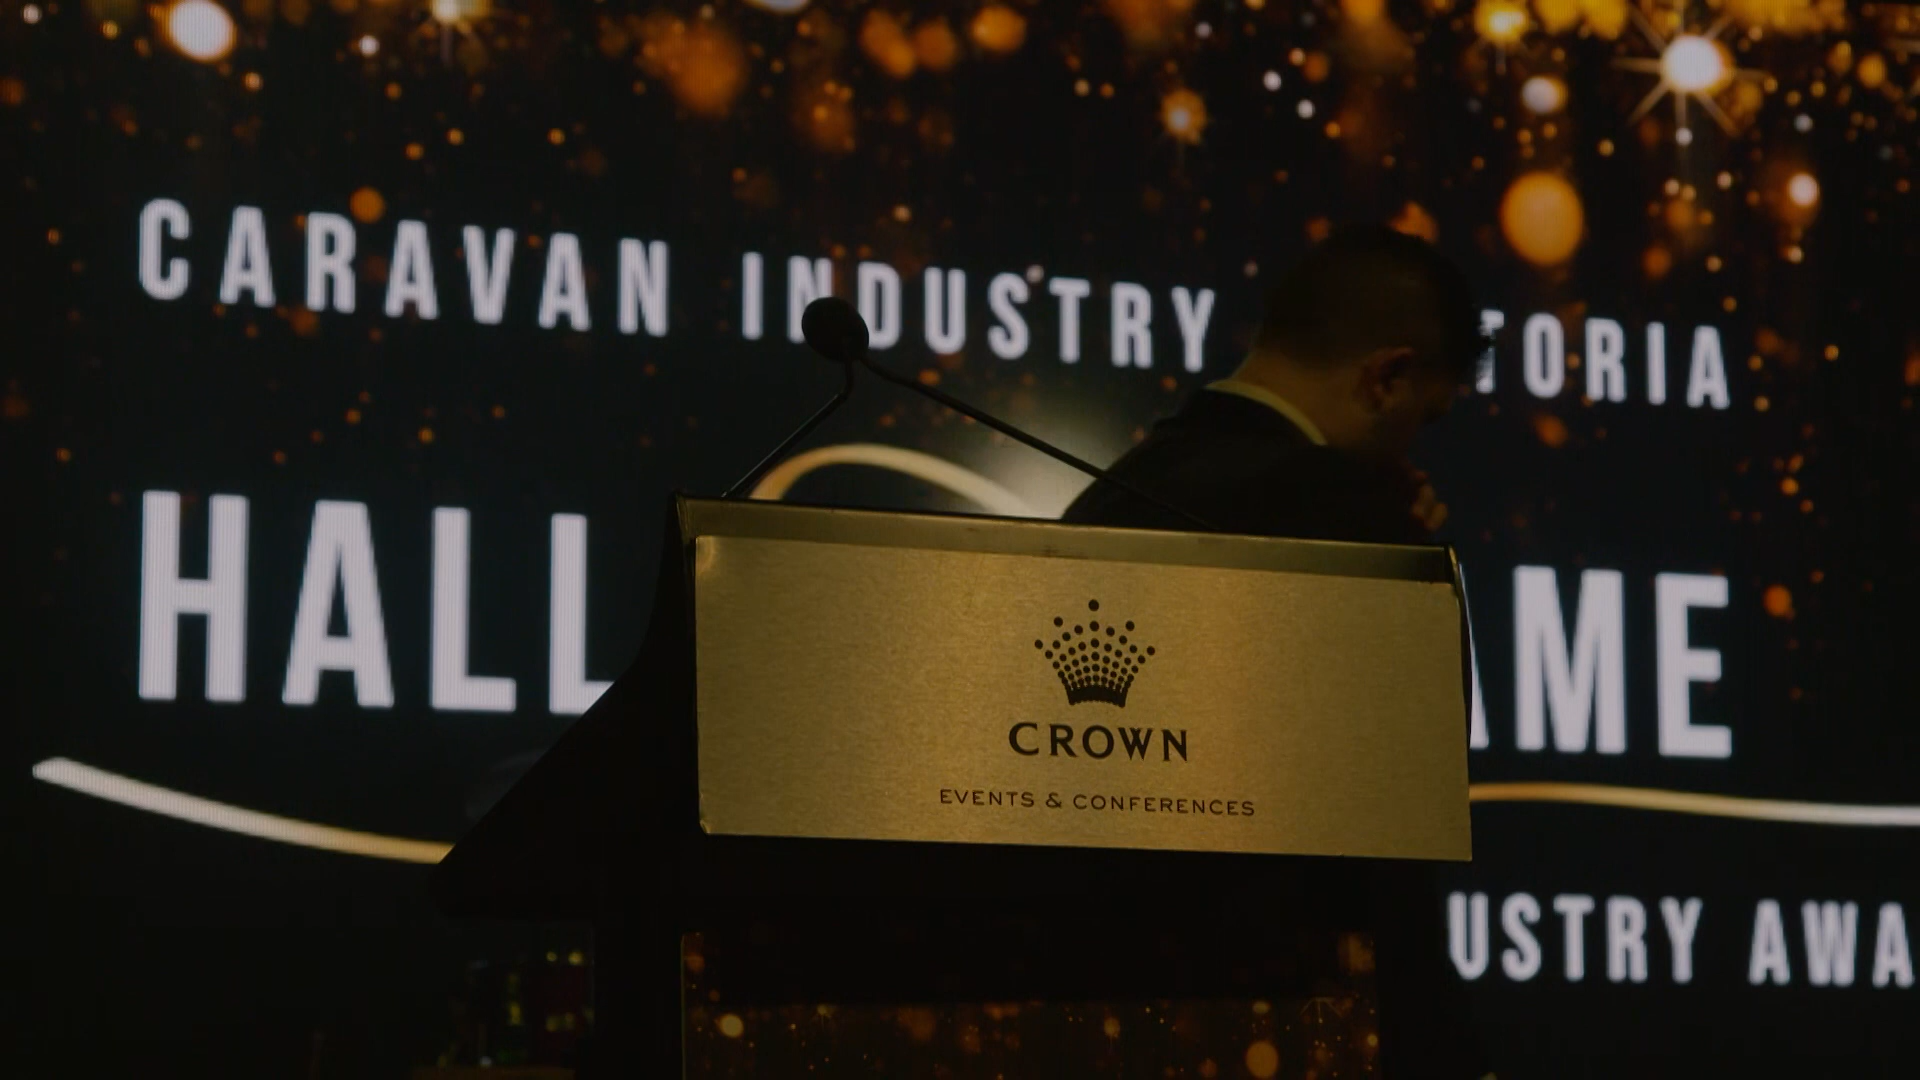 CARAVAN INDUSTRY TORIA
HALL AME
CROWN
EVENTS & CONFERENCES
USTRY AWA